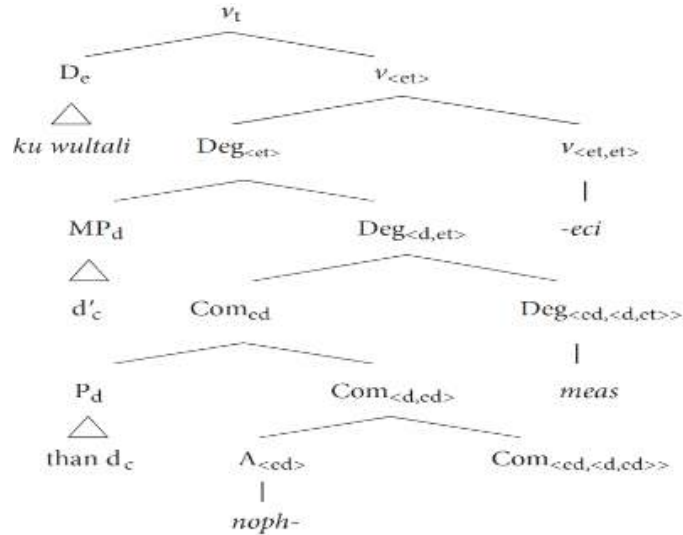 v_t
D_e v_<et>
ku wultali Deg_<et> v_<et,et>
MP_d Deg_<d,et> -eci
d′_c Com_ed Deg_<ed,<d,et>>
P_d Com_<d,ed> meas
than d_c A_<ed> Com_<ed,<d,ed>>
noph-